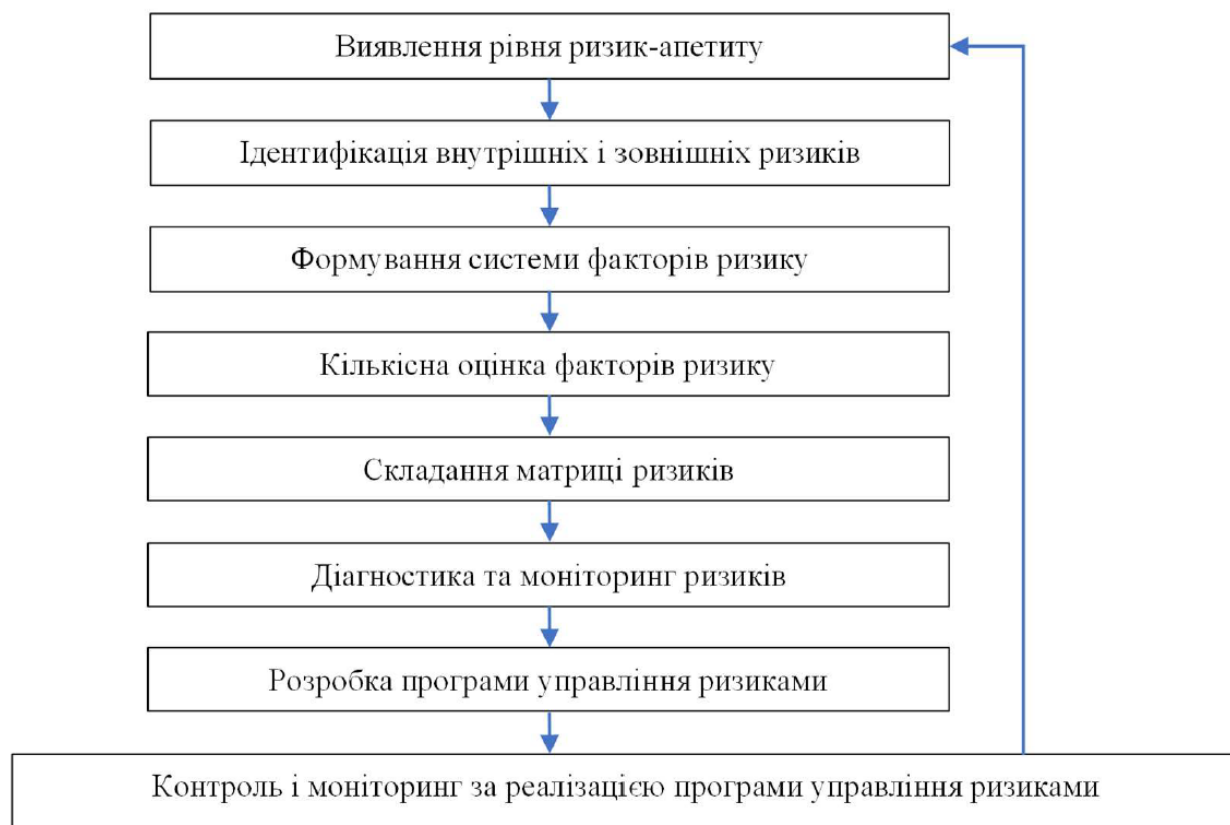 Виявлення рівня ризик-апетиту
Ідентифікація внутрішніх і зовнішніх ризиків
Формування системи факторів ризику
Кількісна оцінка факторів ризику
Складання матриці ризиків
Діагностика та моніторинг ризиків
Розробка програми управління ризиками
Контроль і моніторинг за реалізацією програми управління ризиками